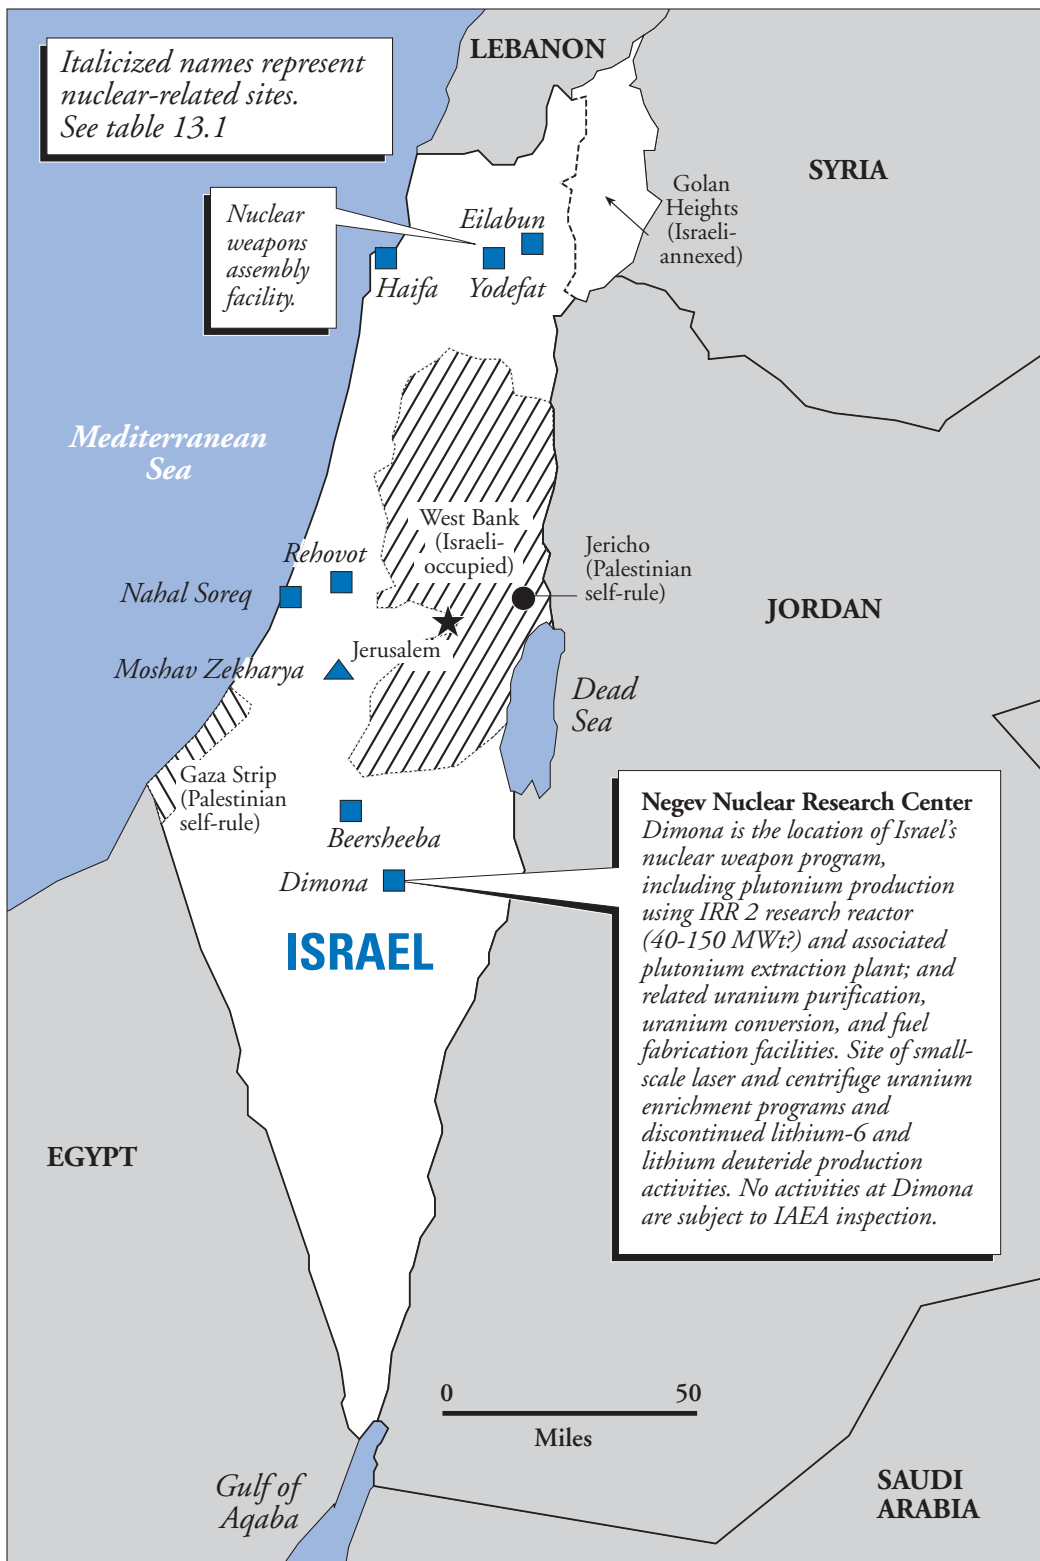 LEBANON
Italicized names represent
nuclear-related sites.
See table 13.1
SYRIA
Golan
Heights
(Israeli-
annexed)
Nuclear
weapons
assembly
facility.
Eilabun
Haifa
Yodefat
Mediterranean
Sea
West Bank
(Israeli-
occupied)
Jericho
(Palestinian
self-rule)
Rehovot
Nahal Soreq
JORDAN
Jerusalem
Moshav Zekharya
Dead
Sea
Gaza Strip
(Palestinian
self-rule)
Beersheeba
Dimona
ISRAEL
Negev Nuclear Research Center
Dimona is the location of Israel's
nuclear weapon program,
including plutonium production
using IRR 2 research reactor
(40-150 MWt?) and associated
plutonium extraction plant; and
related uranium purification,
uranium conversion, and fuel
fabrication facilities. Site of small-
scale laser and centrifuge uranium
enrichment programs and
discontinued lithium-6 and
lithium deuteride production
activities. No activities at Dimona
are subject to IAEA inspection.
EGYPT
0 50
Miles
Gulf of
Aqaba
SAUDI
ARABIA